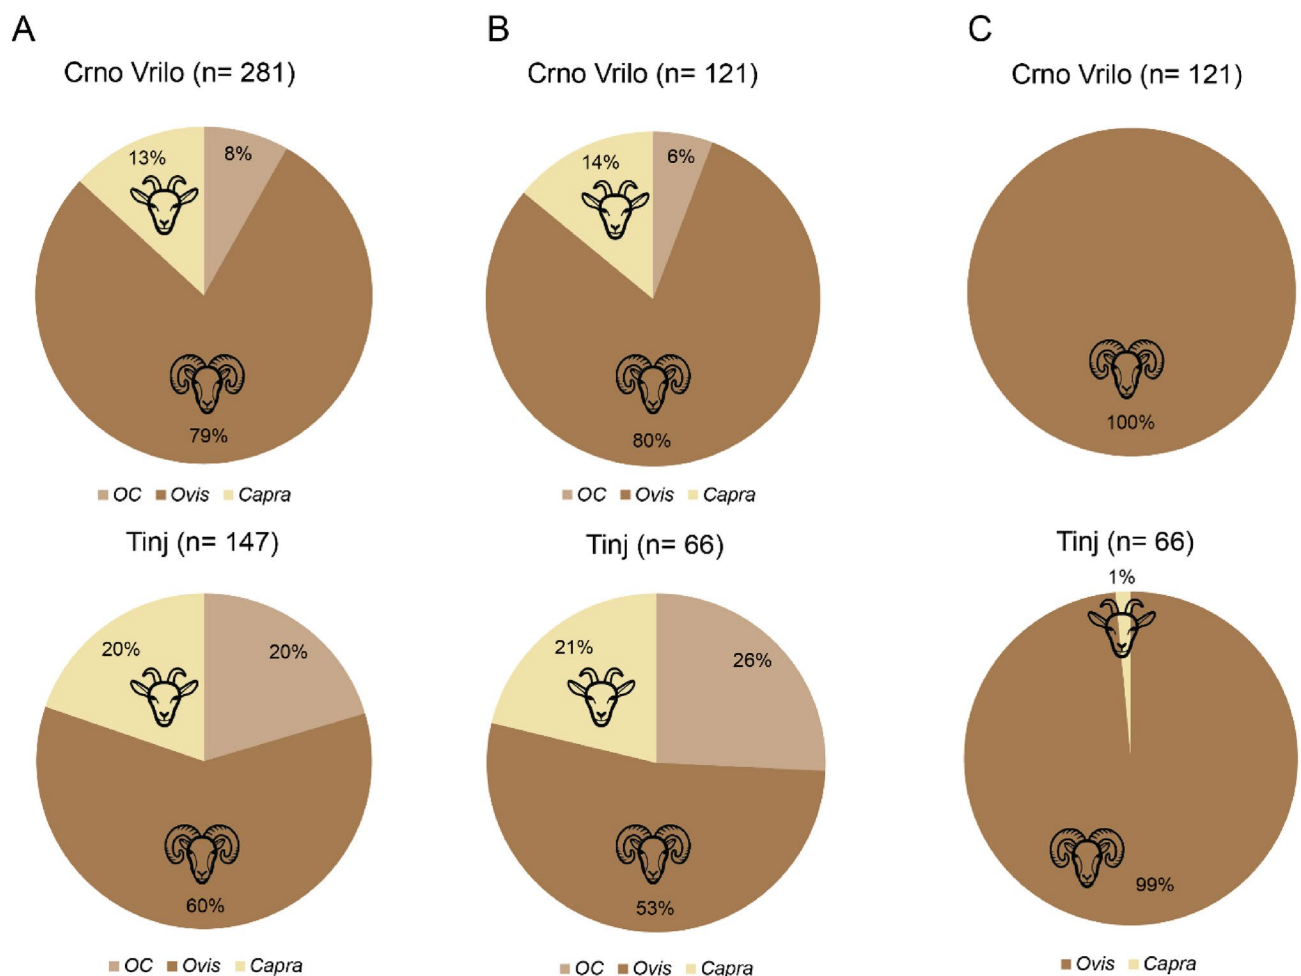 A
B
C
Crno Vrilo (n= 281)
Crno Vrilo (n= 121)
Crno Vrilo (n= 121)
13%
8%
79%
14%
6%
80%
100%
OC Ovis Capra
OC Ovis Capra
Tinj (n= 147)
Tinj (n= 66)
Tinj (n= 66)
20%
20%
60%
21%
26%
53%
1%
99%
OC Ovis Capra
OC Ovis Capra
Ovis Capra